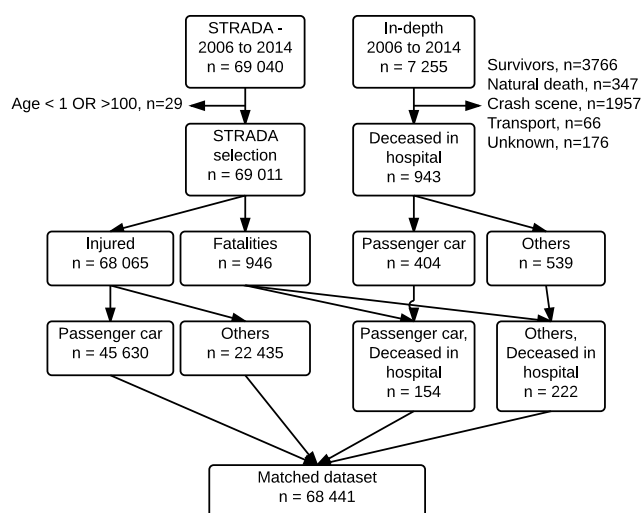 STRADA -
2006 to 2014
n = 69 040
In-depth
2006 to 2014
n = 7 255
Age < 1 OR >100, n=29
Survivors, n=3766
Natural death, n=347
Crash scene, n=1957
Transport, n=66
Unknown, n=176
STRADA
selection
n = 69 011
Deceased in
hospital
n = 943
Injured
n = 68 065
Fatalities
n = 946
Passenger car
n = 404
Others
n = 539
Passenger car
n = 45 630
Others
n = 22 435
Passenger car,
Deceased in
hospital
n = 154
Others,
Deceased in
hospital
n = 222
Matched dataset
n = 68 441